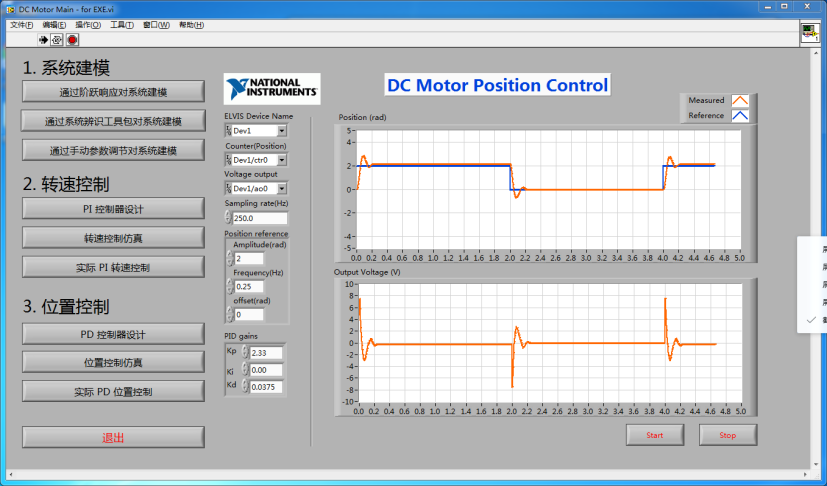 DC Motor Main - for EXE.vi
文件(F) 编辑(E) 操作(O) 工具(T) 窗口(W) 帮助(H)
1. 系统建模
通过阶跃响应对系统建模
通过系统辨识工具包对系统建模
通过手动参数调节对系统建模
2. 转速控制
PI 控制器设计
转速控制仿真
实际 PI 转速控制
3. 位置控制
PD 控制器设计
位置控制仿真
实际 PD 位置控制
退出
NATIONAL
INSTRUMENTS
ELVIS Device Name
Dev1
Counter(Position)
Dev1/ctr0
Voltage output
Dev1/ao0
Sampling rate(Hz)
250.0
Position reference
Amplitude(rad)
2
Frequency(Hz)
0.25
offset(rad)
0
PID gains
Kp 2.33
Ki 0.00
Kd 0.0375
DC Motor Position Control
Measured
Reference
Position (rad)
5
4
2
0
-2
-4
-5
0.0 0.2 0.4 0.6 0.8 1.0 1.2 1.4 1.6 1.8 2.0 2.2 2.4 2.6 2.8 3.0 3.2 3.4 3.6 3.8 4.0 4.2 4.4 4.6 4.8 5.0
Output Voltage (V)
10
8
6
4
2
0
-2
-4
-6
-8
-10
0.0 0.2 0.4 0.6 0.8 1.0 1.2 1.4 1.6 1.8 2.0 2.2 2.4 2.6 2.8 3.0 3.2 3.4 3.6 3.8 4.0 4.2 4.4 4.6 4.8 5.0
Start Stop